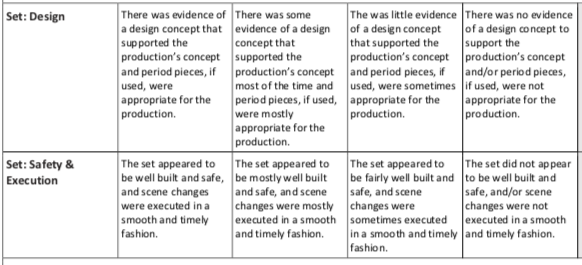 Set: Design
There was evidence of
a design concept that
supported the
production's concept
and period pieces, if
used, were
appropriate for the
production.
There was some
evidence of a design
concept that
supported the
production's concept
most of the time and
period pieces, if used,
were mostly
appropriate for the
production.
The was little evidence
of a design concept
that supported the
production's concept
and period pieces, if
used, were sometimes
appropriate for the
production.
There was no evidence
of a design concept to
support the
production's concept
and/or period pieces,
if used, were not
appropriate for the
production.
Set: Safety &
Execution
The set appeared to
be well built and safe,
and scene changes
were executed in a
smooth and timely
fashion.
The set appeared to
be mostly well built
and safe, and scene
changes were mostly
executed in a smooth
and timely fashion.
The set appeared to
be fairly well built and
safe, and scene
changes were
sometimes executed
in a smooth and timely
fashion.
The set did not appear
to be well built and
safe, and/or scene
changes were not
executed in a smooth
and timely fashion.